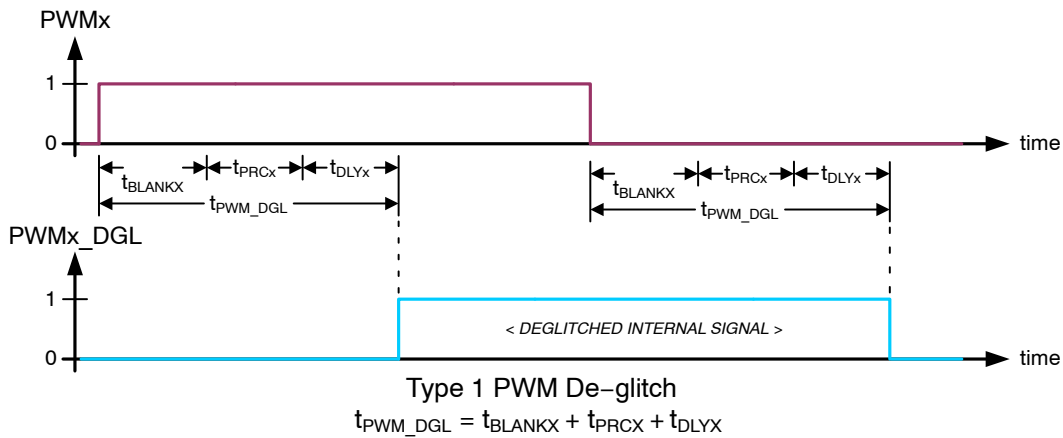 PWMx
1
0
time
tBLANKX
tPRCx
tDLYx
tBLANKX
tPRCx
tDLYx
tPWM_DGL
tPWM_DGL
PWMx_DGL
1
< DEGLITCHED INTERNAL SIGNAL >
0
time
Type 1 PWM De−glitch
tPWM_DGL = tBLANKX + tPRCX + tDLYX